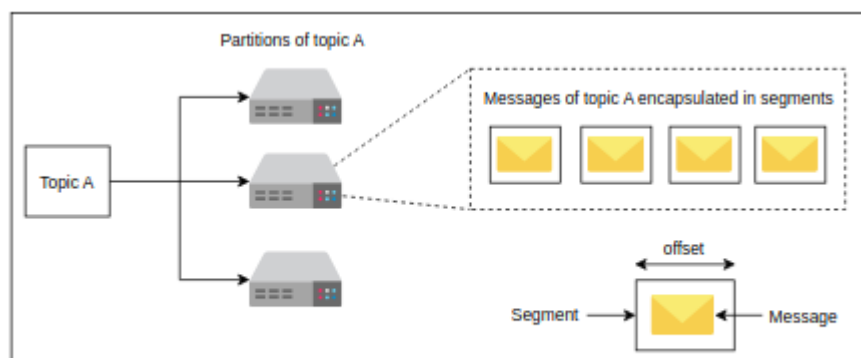 Partitions of topic A
Messages of topic A encapsulated in segments
Topic A
offset
Segment
Message